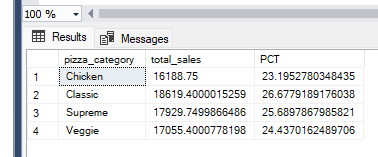 100 %
Results Messages
pizza_category total_sales PCT
1 Chicken 16188.75 23.1952780348435
2 Classic 18619.4000015259 26.6779189176038
3 Supreme 17929.7499866486 25.6897867985821
4 Veggie 17055.4000778198 24.4370162489706